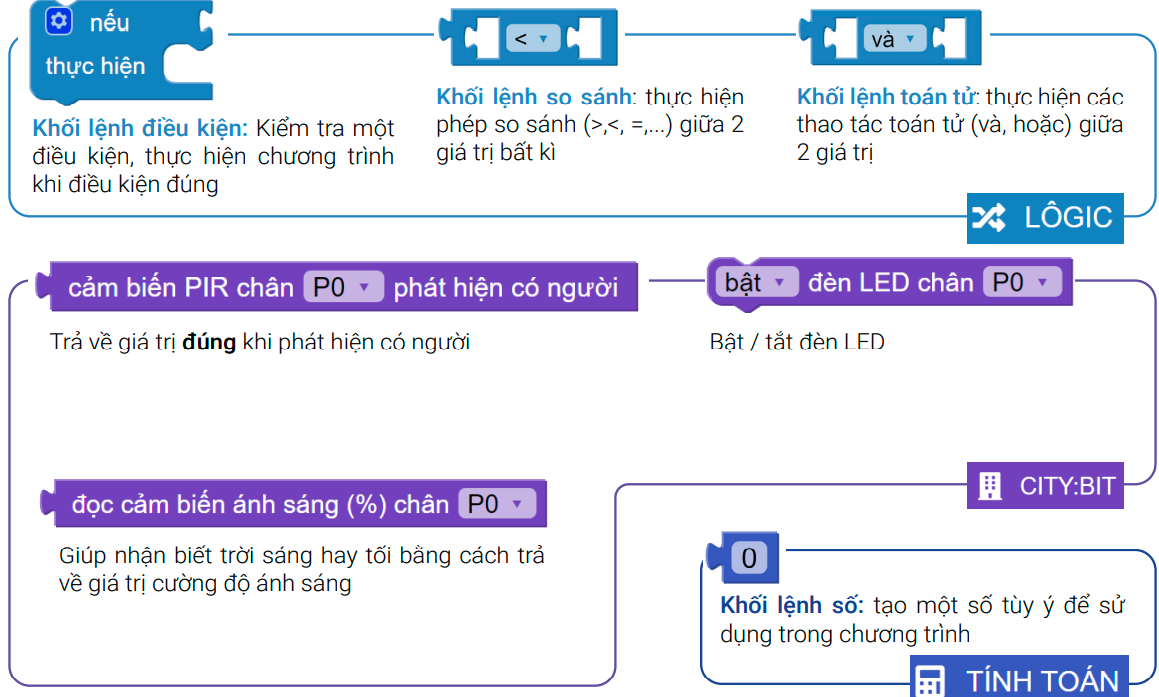 nếu
thực hiện
Khối lệnh điều kiện: Kiểm tra một
điều kiện, thực hiện chương trình
khi điều kiện đúng
<
Khối lệnh so sánh: thực hiện
phép so sánh (>,<, =,...) giữa 2
giá trị bất kì
và
Khối lệnh toán tử: thực hiện các
thao tác toán tử (và, hoặc) giữa
2 giá trị
LÔGIC
cảm biến PIR chân P0 phát hiện có người
Trả về giá trị đúng khi phát hiện có người
bật đèn LED chân P0
Bật / tắt đèn LED
CITY:BIT
đọc cảm biến ánh sáng (%) chân P0
Giúp nhận biết trời sáng hay tối bằng cách trả
về giá trị cường độ ánh sáng
0
Khối lệnh số: tạo một số tùy ý để sử
dụng trong chương trình
TÍNH TOÁN